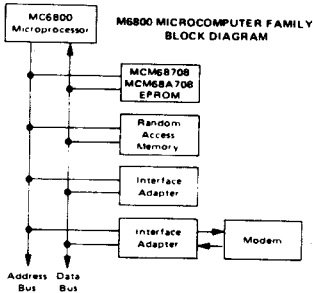 MC6800
Microprocessor
M6800 MICROCOMPUTER FAMILY
BLOCK DIAGRAM
MCM68708
MCM68A708
EPROM
Random
Access
Memory
Interface
Adapter
Interface
Adapter
Modem
Address
Bus
Data
Bus